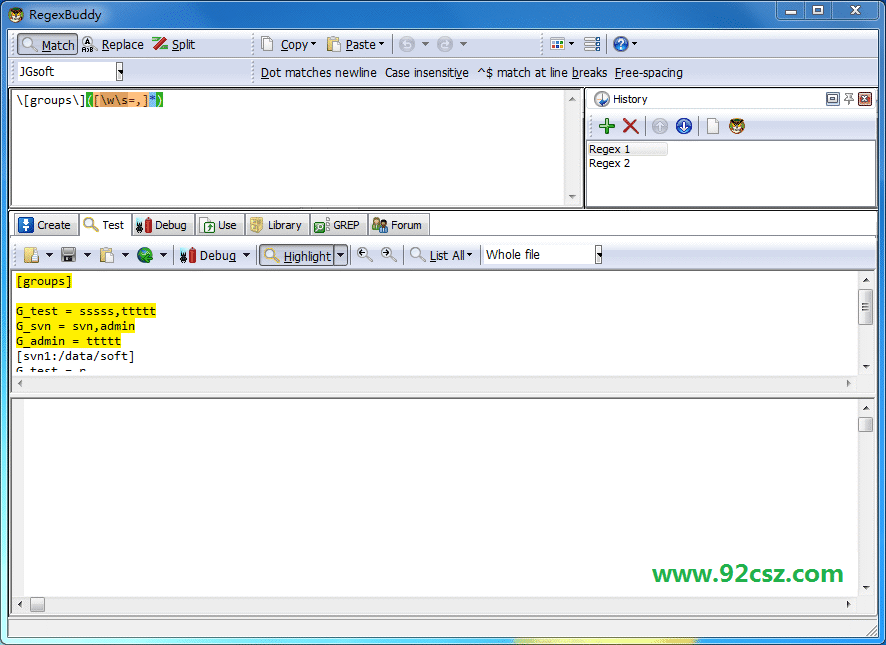 RegexBuddy
Match Replace Split Copy Paste
JGsoft Dot matches newline Case insensitive ^$ match at line breaks Free-spacing
\[groups\]([\w\s=,]*)
History
Regex 1
Regex 2
Create Test Debug Use Library GREP Forum
Debug Highlight List All Whole file
[groups]
G_test = sssss,ttttt
G_svn = svn,admin
G_admin = ttttt
[svn1:/data/soft]
G_test = r
www.92csz.com